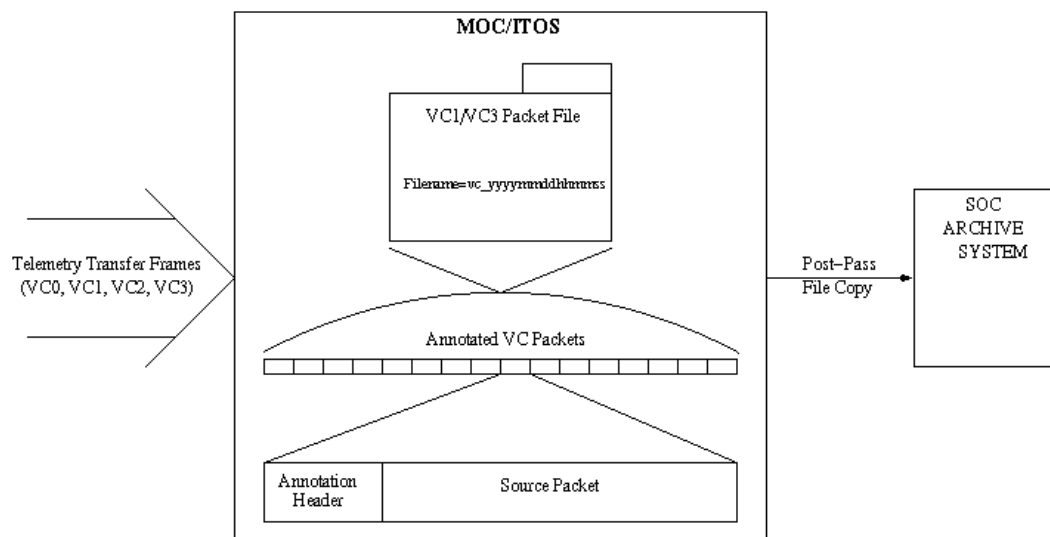 MOC/ITOS
VC1/VC3 Packet File
Filename=vc_yyyymmddhhmmss
Telemetry Transfer Frames
(VC0, VC1, VC2, VC3)
Annotated VC Packets
Annotation
Header
Source Packet
Post-Pass
File Copy
SOC
ARCHIVE
SYSTEM